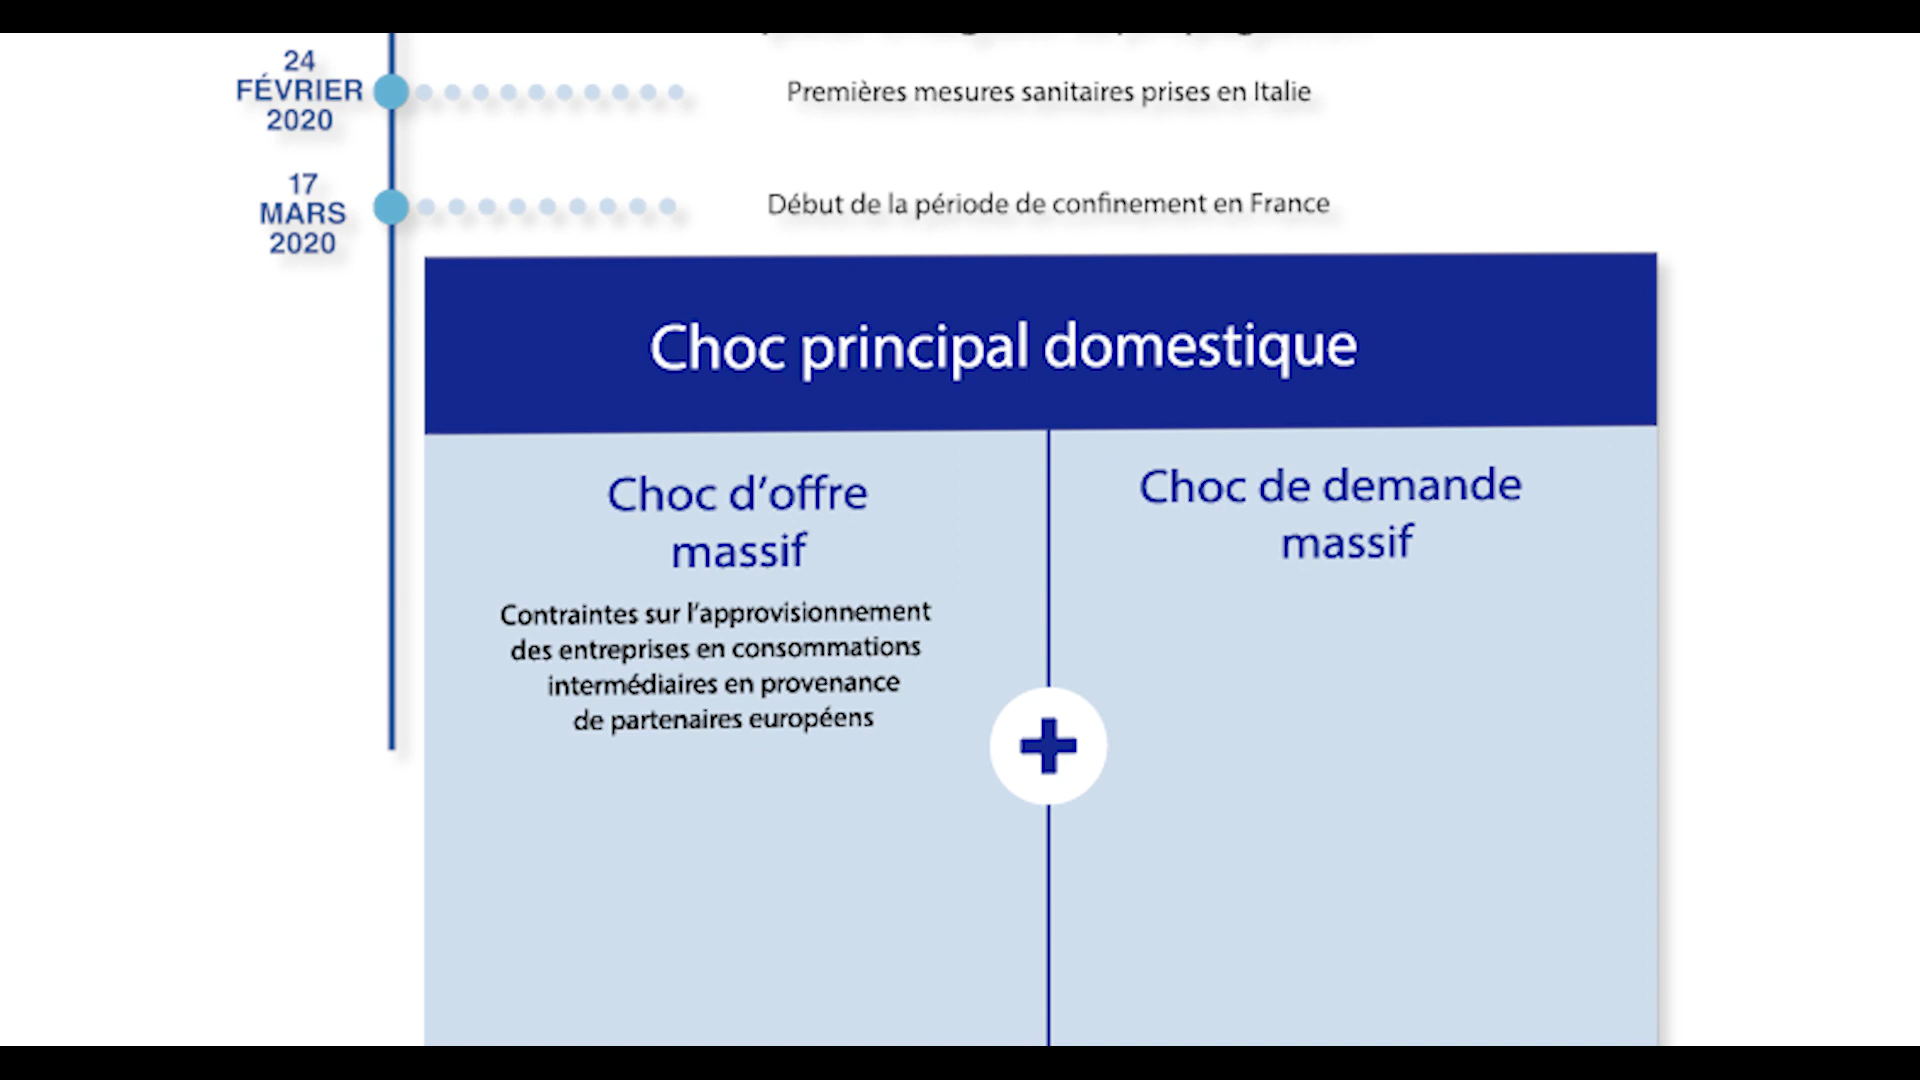 24
FÉVRIER
2020
Premières mesures sanitaires prises en Italie
17
MARS
2020
Début de la période de confinement en France
Choc principal domestique
Choc d'offre
massif
Contraintes sur l'approvisionnement
des entreprises en consommations
intermédiaires en provenance
de partenaires européens
Choc de demande
massif